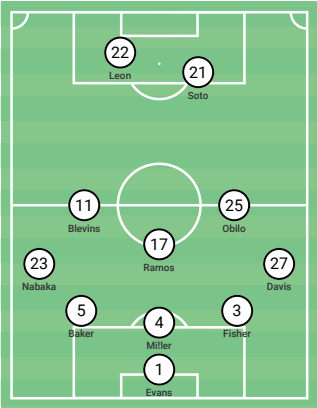 22
Leon
21
Soto
11
Blevins
25
Obilo
17
Ramos
23
Nabaka
27
Davis
5
Baker
4
Miller
3
Fisher
1
Evans